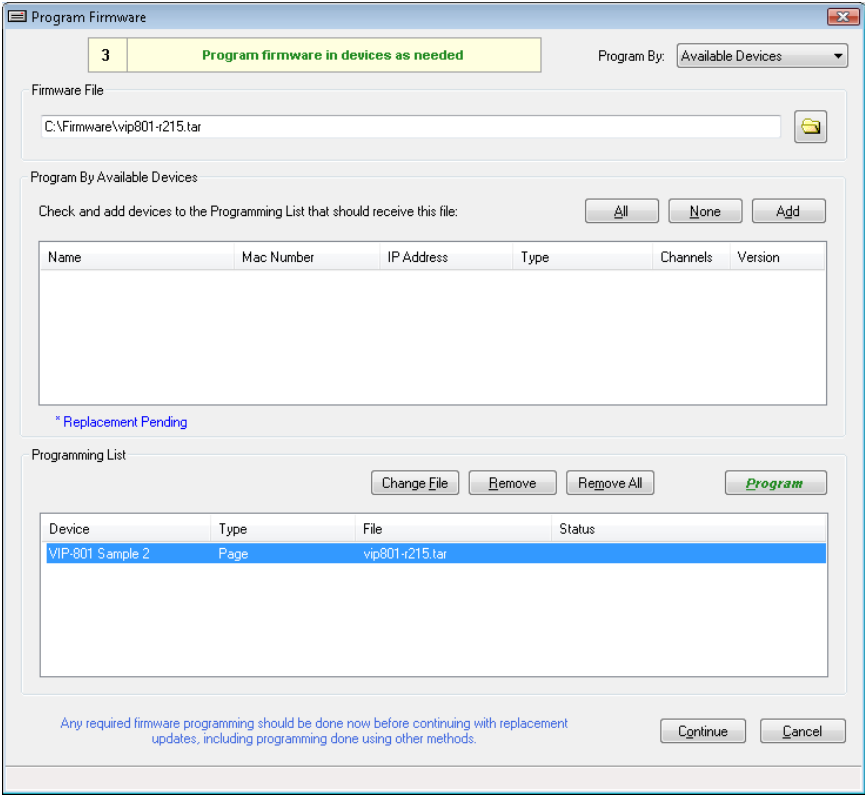 Program Firmware
3 Program firmware in devices as needed Program By: Available Devices
Firmware File
C:\Firmware\vip801-r215.tar
Program By Available Devices
Check and add devices to the Programming List that should receive this file: All None Add
Name Mac Number IP Address Type Channels Version
* Replacement Pending
Programming List
Change File Remove Remove All Program
Device Type File Status
VIP-801 Sample 2 Page vip801-r215.tar
Any required firmware programming should be done now before continuing with replacement
updates, including programming done using other methods.
Continue Cancel